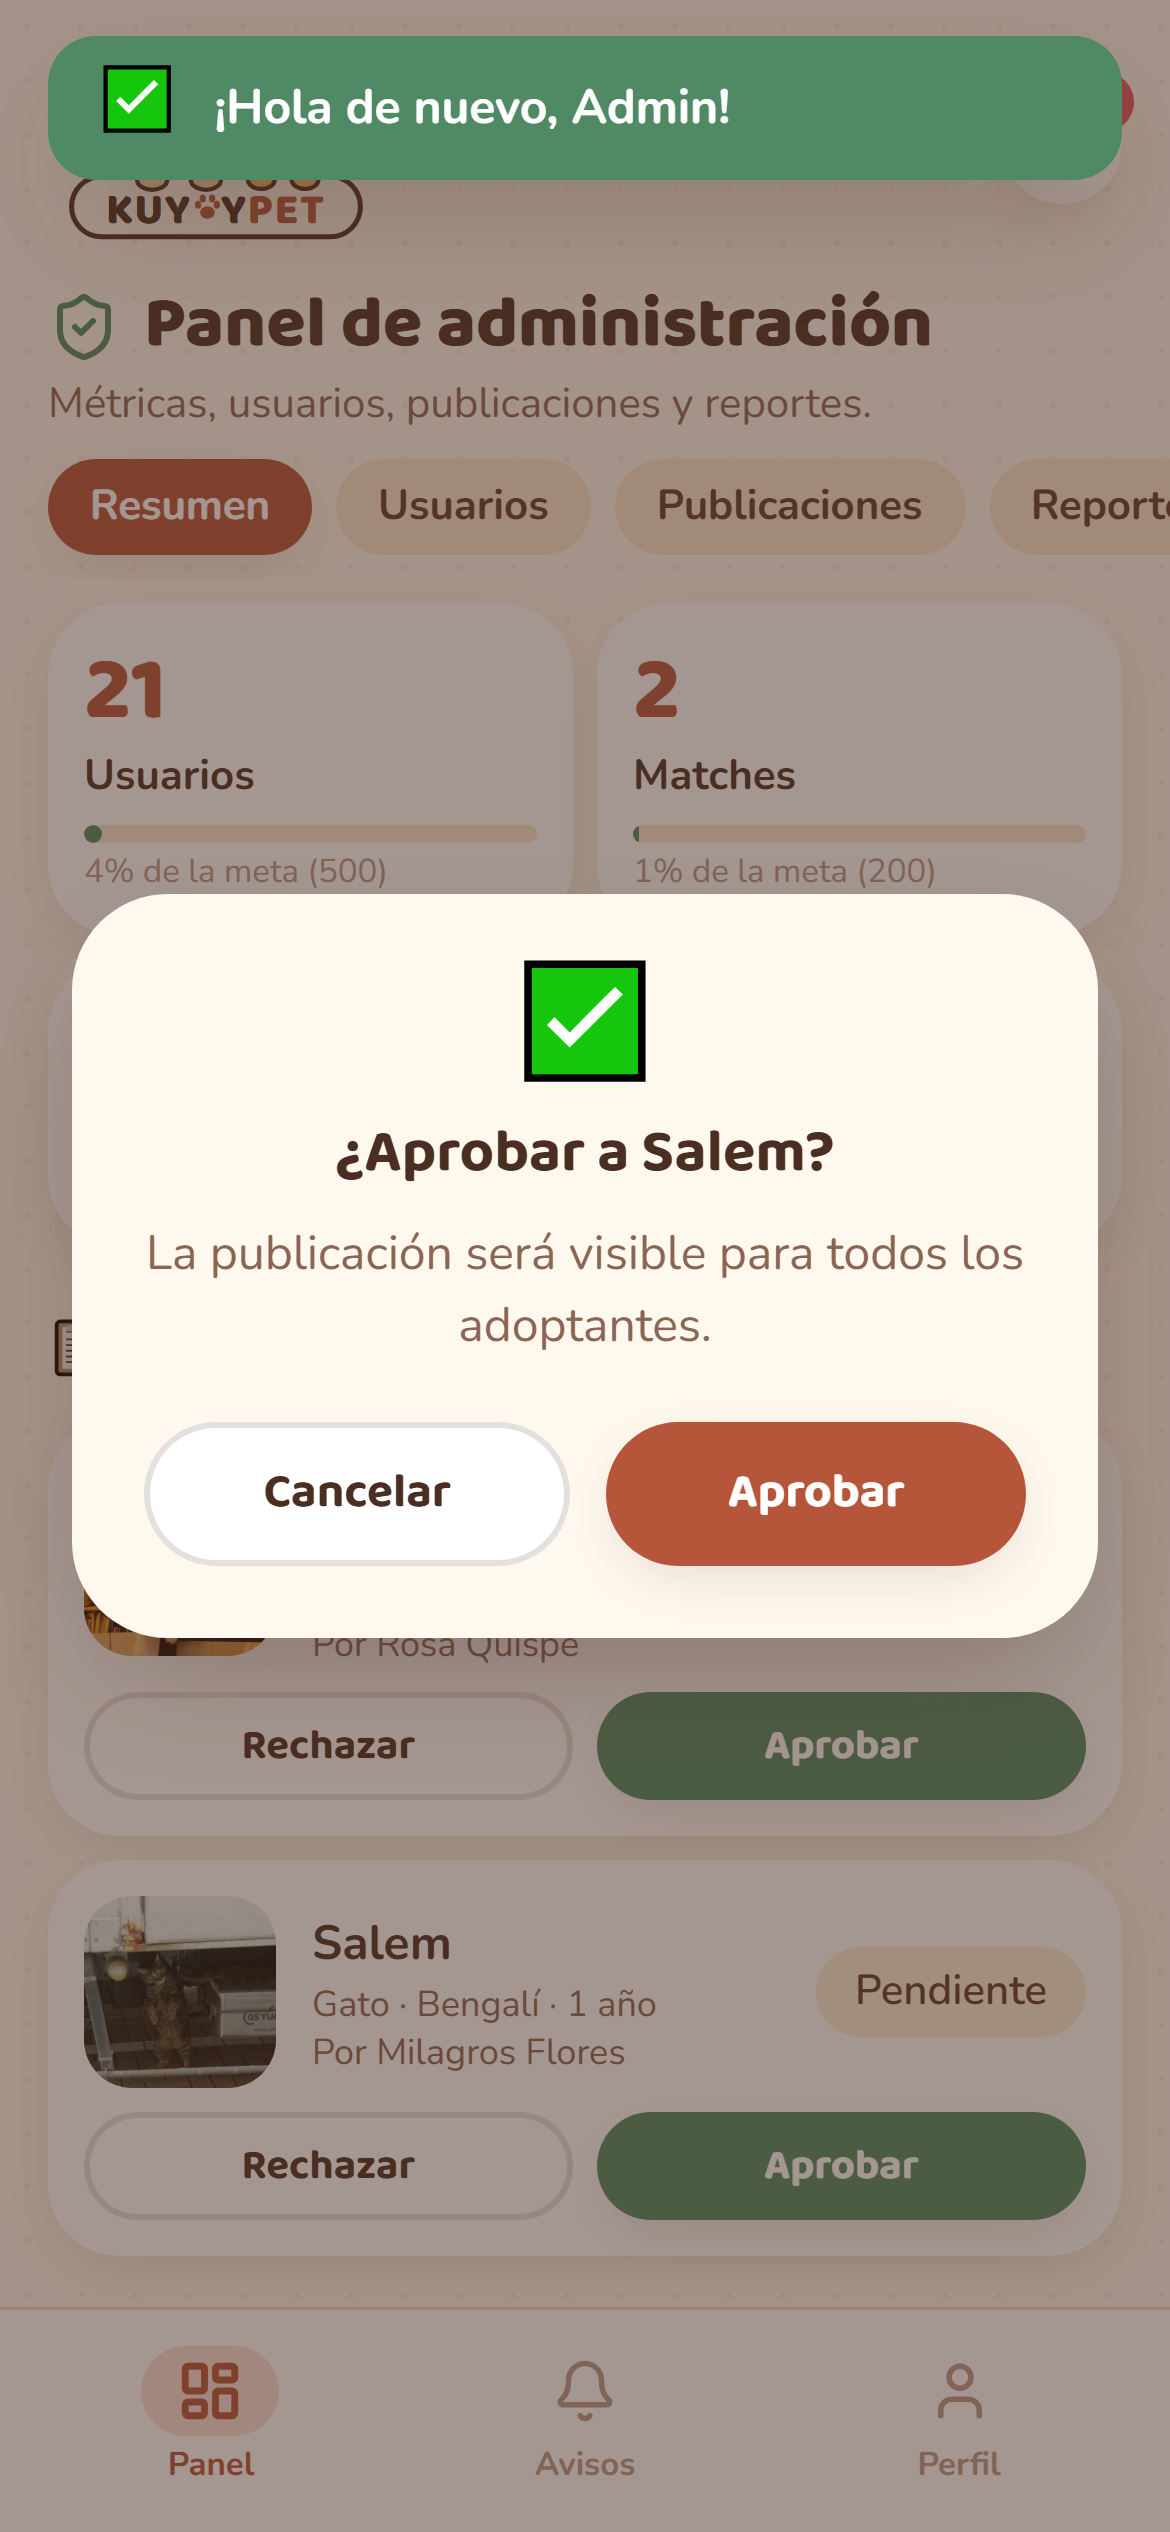 ¡Hola de nuevo, Admin!
KUYAYPET
Panel de administración
Métricas, usuarios, publicaciones y reportes.
Resumen
Usuarios
Publicaciones
21
Usuarios
4% de la meta (500)
2
Matches
1% de la meta (200)
¿Aprobar a Salem?
La publicación será visible para todos los
adoptantes.
Cancelar
Aprobar
Por Rosa Quispe
Rechazar
Aprobar
Salem
Gato · Bengalí · 1 año
Por Milagros Flores
Pendiente
Rechazar
Aprobar
Panel
Avisos
Perfil